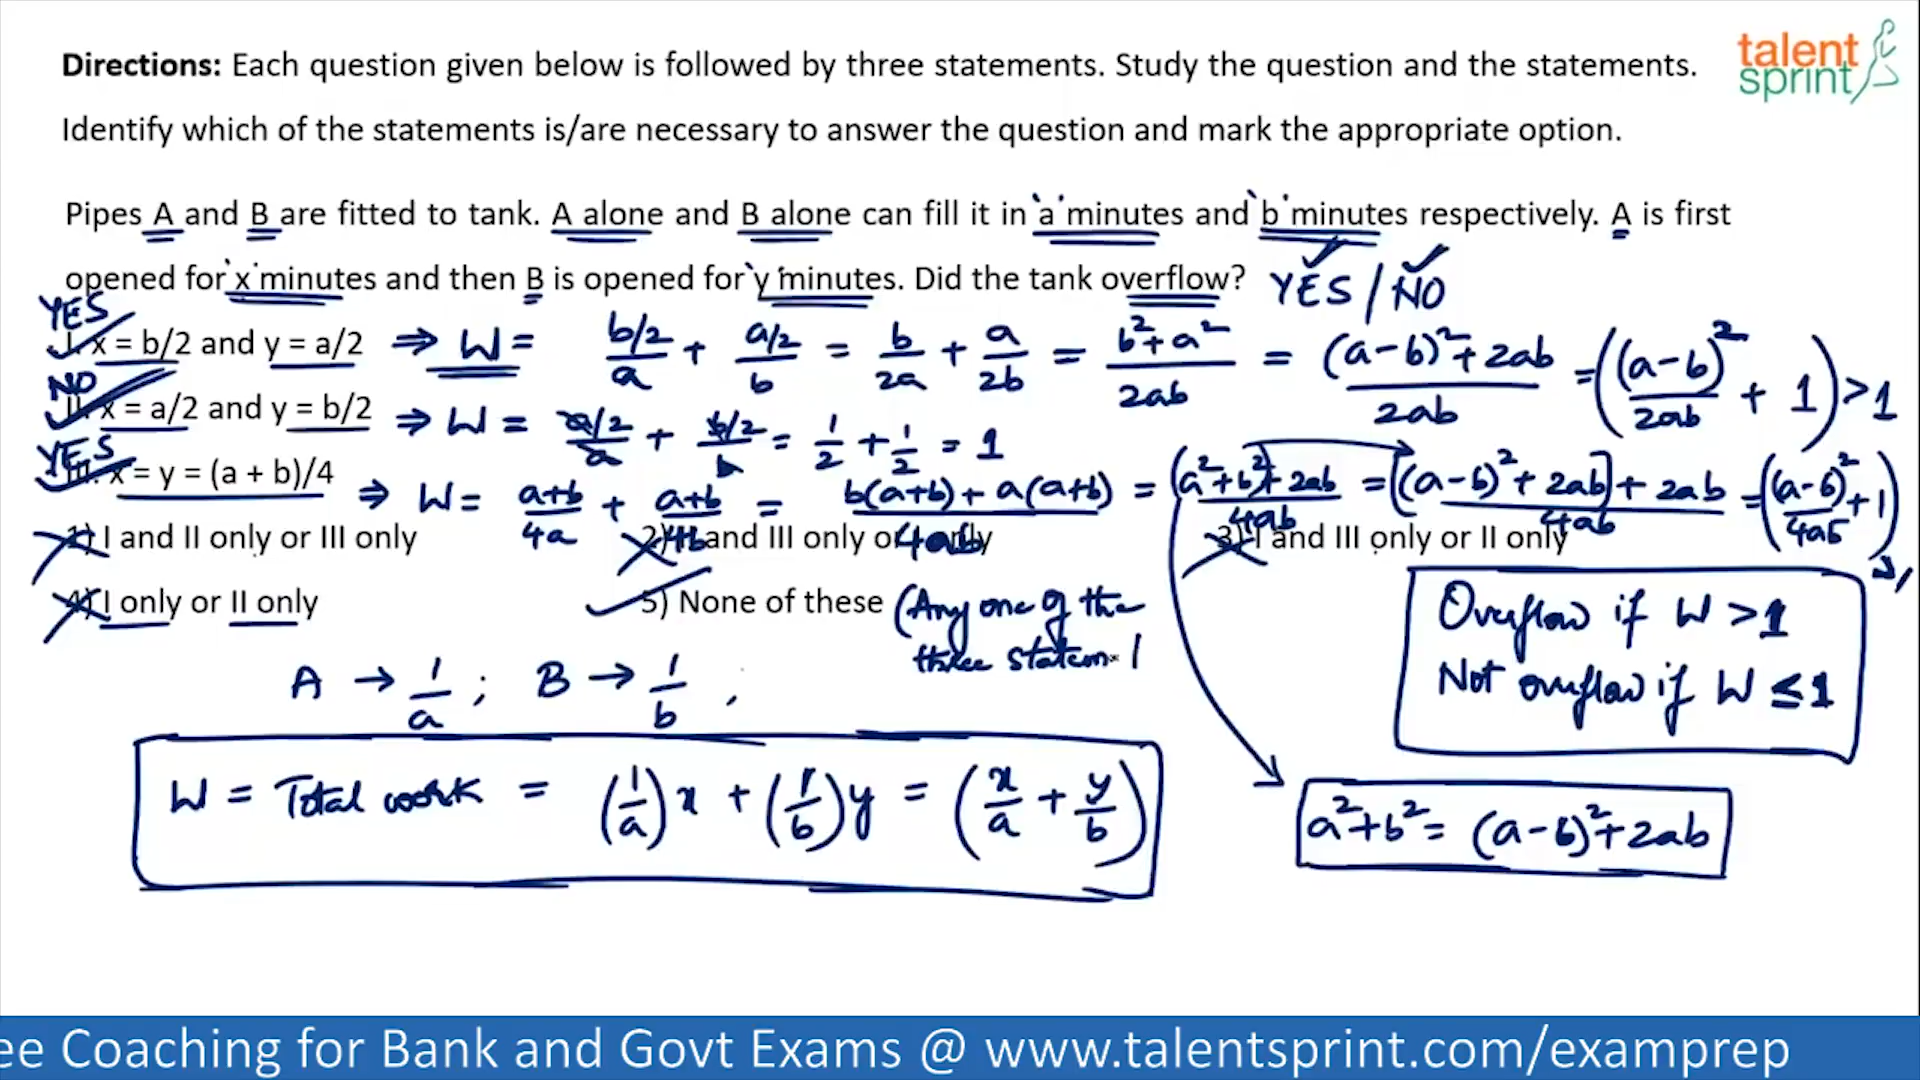 talent
sprint
Directions: Each question given below is followed by three statements. Study the question and the statements.
Identify which of the statements is/are necessary to answer the question and mark the appropriate option.
Pipes A and B are fitted to tank. A alone and B alone can fill it in 'a' minutes and 'b' minutes respectively. A is first
opened for 'x' minutes and then B is opened for 'y' minutes. Did the tank overflow? YES / NO
YES
I. x = b/2 and y = a/2 ⇒ W = (b/2)/a + (a/2)/b = b/2a + a/2b = (b²+a²)/2ab = ((a-b)²+2ab)/2ab = ((a-b)²/2ab + 1) > 1
NO
II. x = a/2 and y = b/2 ⇒ W = (a/2)/a + (b/2)/b = 1/2 + 1/2 = 1
YES
III. x = y = (a + b)/4 ⇒ W = (a+b)/4a + (a+b)/4b = (b(a+b) + a(a+b))/4ab = ((a²+b²)+2ab)/4ab = ([(a-b)²+2ab]+2ab)/4ab = ((a-b)²/4ab + 1)
1) I and II only or III only
and III only or only
3) I and III only or II only
4) I only or II only
5) None of these (Any one of the
three statem
Overflow if W > 1
Not overflow if W ≤ 1
A → 1/a ; B → 1/b ,
W = Total work = (1/a) x + (1/b) y = (x/a + y/b)
a²+b² = (a-b)²+2ab
ee Coaching for Bank and Govt Exams @ www.talentsprint.com/examprep